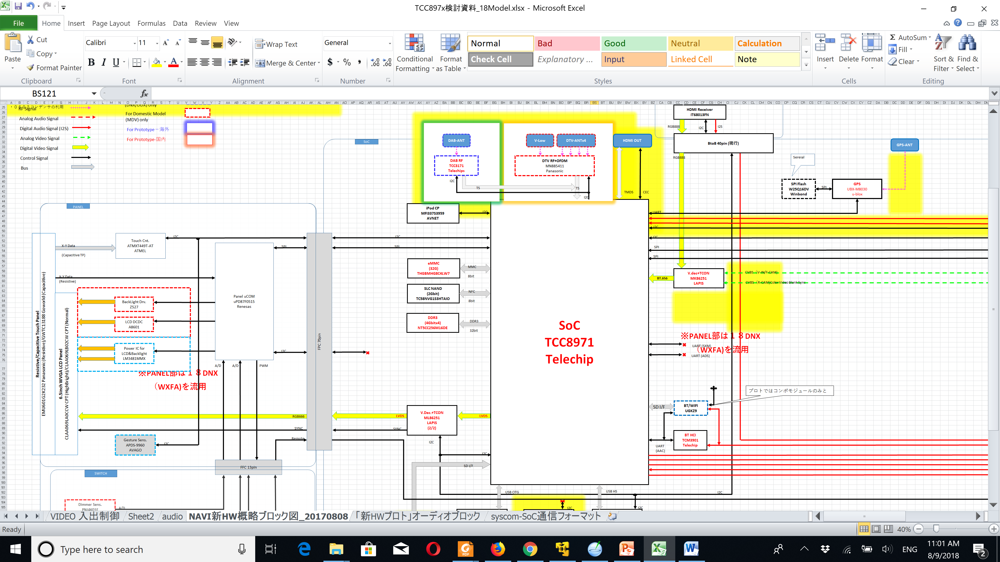 TCC897x検討資料_18Model.xlsx - Microsoft Excel
File Home Insert Page Layout Formulas Data Review View
Paste
Cut
Copy
Format Painter
Clipboard
Calibri 11
B I U
Font
Wrap Text
Merge & Center
Alignment
General
$ % ,
Number
Conditional Formatting
Format as Table
Normal Bad Good Neutral Calculation
Check Cell Explanatory ... Input Linked Cell Note
Styles
Insert Delete Format
Cells
Σ AutoSum
Fill
Clear
Sort & Filter
Find & Select
Editing
BS121
fx
・０６０３コンデンサの利用
RF Signal
Analog Audio Signal
Digital Audio Signal (I2S)
Analog Video Signal
Digital Video Signal
Control Signal
Bus
(DNX/DDX) only
For Domestic Model
(MDV) only
For Prototype－海外
For Prototype-国内
SoC
DAB-ANT
DAB RF
TCC3171
Telechips
I2C
TS
V-Low
DTV-ANTx4
DTV RF+OFDM
MN885411
Panasonic
TS
I2C
HDMI OUT
TMDS
CEC
HDMI Receiver
IT68013FN
RGB888
I2C
I2S
BtoB 40pin (現行)
RGB888
GPS-ANT
Sereial
SPI Flash
W25Q16DV
Winbond
SPI
GPS
UBX-M8030
u-blox
PANEL
iPod CP
MFI337S3959
AVNET
I2C
UART
I2C
I2C
SPI
SPI
Touch Cnt.
ATMXT449T-AT
ATMEL
I2C
X-Y Data
(Capacitive TP)
X-Y Data
(Resistive)
SPI
I2C
SPI
Panel uCOM
uPD87F0515
Renesas
Resistive/Capacitive Touch Panel
EMU601G2K232 Panasonic (Resistive)/GWTC13188 Goworld (Capacitive)
6.5inch WVGA LCD Panel
CLAA069LA0CCW CPT (HighBright)/CLAA069LB02CW CPT (Normal)
BackLight Drv.
Z527
LCD DCDC
A8601
Power IC for
LCD&Backlight
LM3481MMX
FPC 70pin
eMMC
(32G)
THGBMHG8C4LW7
MMC
8bit
SLC NAND
(2Gbit)
TC58NVG1S3HTAIO
NFC
8bit
DDR3
(4Gbitx4)
NT5CC256M16DE
DDR3
32bit
SoC
TCC8971
Telechip
BT.656
V.dec+TCON
MK86251
LAPIS
CVBS（V-IN/F-CAM)
CVBS（R-CAM)Color Video Blank Sync
※PANEL部は１８DNX
（WXFA)を流用
UART (SXM)
UART (ADS)
I2C
A/D
A/D
PWM
※PANEL部は１８DNX
（WXFA)を流用
プロトではコンボモジュールのみと
SD I/F
BT/WIFI
UGKZ9
RGB666
LVDS
V.Dec.+TCON
ML86251
LAPIS
(2/2)
LVDS
SYNC
SYNC
Remote
I2C
I2C
Gesture Sens.
APDS-9960
AVAGO
I2C
UART
(AAC)
BT HCI
TCM3901
Telechip
SD I/F
FFC 13pin
SWITCH
USB OTG
USB HS
I2C
Dimmer Sens.
PNJ4K01F
A/D
I2C
I2C
VIDEO 入出制御 Sheet2 audio NAVI新HW概略ブロック図_20170808 「新HWプロト」オーディオブロック syscom-SoC通信フォーマット
Ready
40%
Type here to search
ENG
11:01 AM
8/9/2018
2